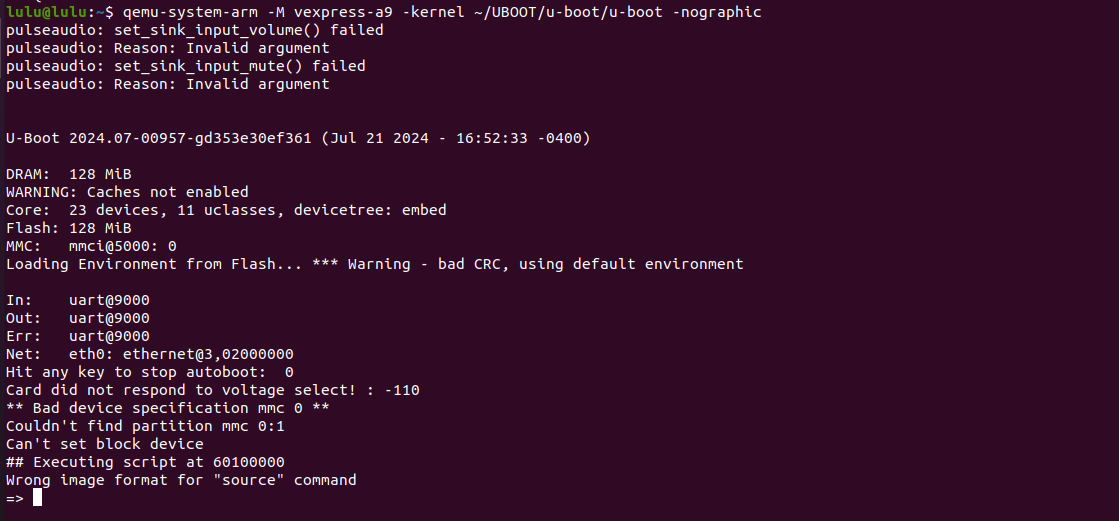 lulu@lulu:~$ qemu-system-arm -M vexpress-a9 -kernel ~/UBOOT/u-boot/u-boot -nographic
pulseaudio: set_sink_input_volume() failed
pulseaudio: Reason: Invalid argument
pulseaudio: set_sink_input_mute() failed
pulseaudio: Reason: Invalid argument
U-Boot 2024.07-00957-gd353e30ef361 (Jul 21 2024 - 16:52:33 -0400)
DRAM:  128 MiB
WARNING: Caches not enabled
Core:  23 devices, 11 uclasses, devicetree: embed
Flash: 128 MiB
MMC:   mmci@5000: 0
Loading Environment from Flash... *** Warning - bad CRC, using default environment
In:    uart@9000
Out:   uart@9000
Err:   uart@9000
Net:   eth0: ethernet@3,02000000
Hit any key to stop autoboot:  0
Card did not respond to voltage select! : -110
** Bad device specification mmc 0 **
Couldn't find partition mmc 0:1
Can't set block device
## Executing script at 60100000
Wrong image format for "source" command
=>